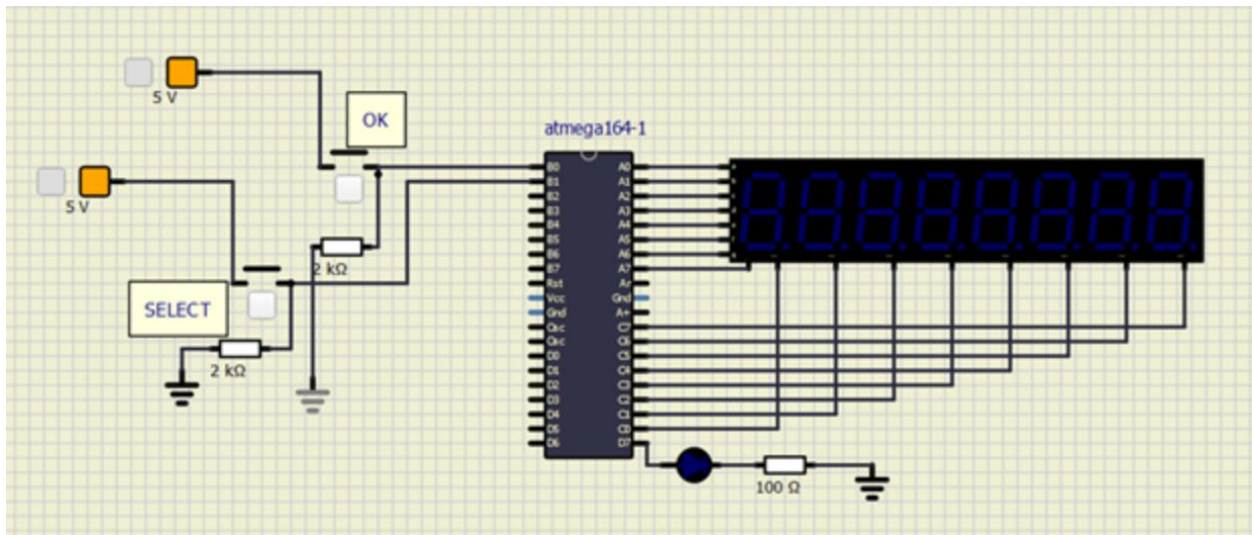 5 V
OK
atmega164-1
5 V
2 kΩ
SELECT
2 kΩ
B0
B1
B2
B3
B4
B5
B6
B7
Rst
Vcc
Gnd
Osc
Osc
D0
D1
D2
D3
D4
D5
D6
A0
A1
A2
A3
A4
A5
A6
A7
Ar
Gnd
A+
C7
C6
C5
C4
C3
C2
C1
C0
D7
100 Ω